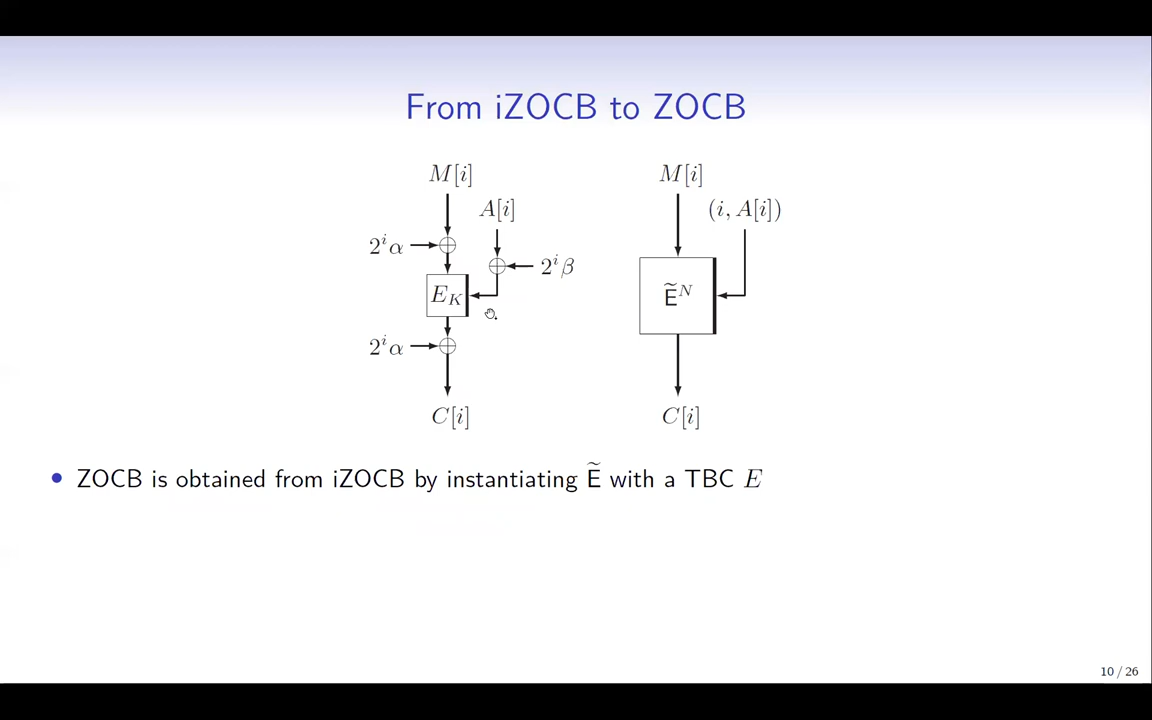 From iZOCB to ZOCB
M[i]
A[i]
2^i α
2^i β
E_K
2^i α
C[i]
M[i]
(i, A[i])
Ẽ^N
C[i]
• ZOCB is obtained from iZOCB by instantiating Ẽ with a TBC E
10 / 26